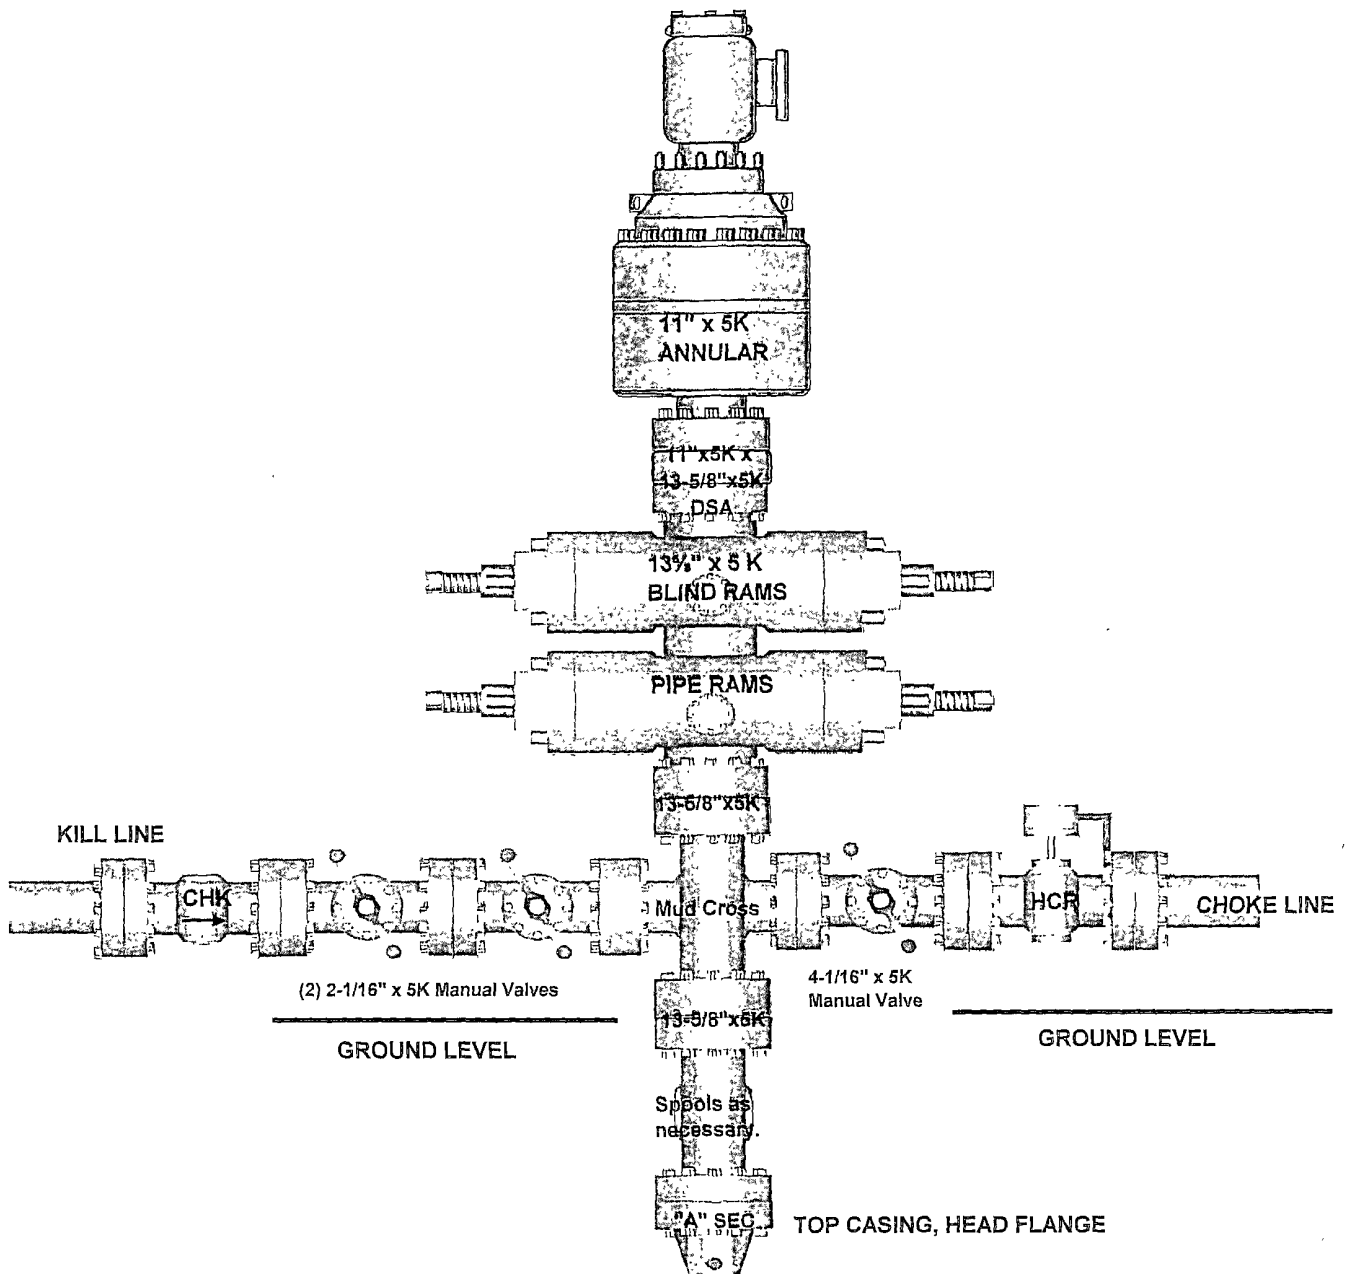 11" x 5K
ANNULAR
11"x5K x
13-5/8"x5K
DSA
13⅝" x 5 K
BLIND RAMS
PIPE RAMS
13-5/8"x5K
KILL LINE
CHK
Mud Cross
HCR
CHOKE LINE
(2) 2-1/16" x 5K Manual Valves
4-1/16" x 5K
Manual Valve
13-5/8"x5K
GROUND LEVEL
GROUND LEVEL
Spools as
necessary.
"A" SEC
TOP CASING, HEAD FLANGE